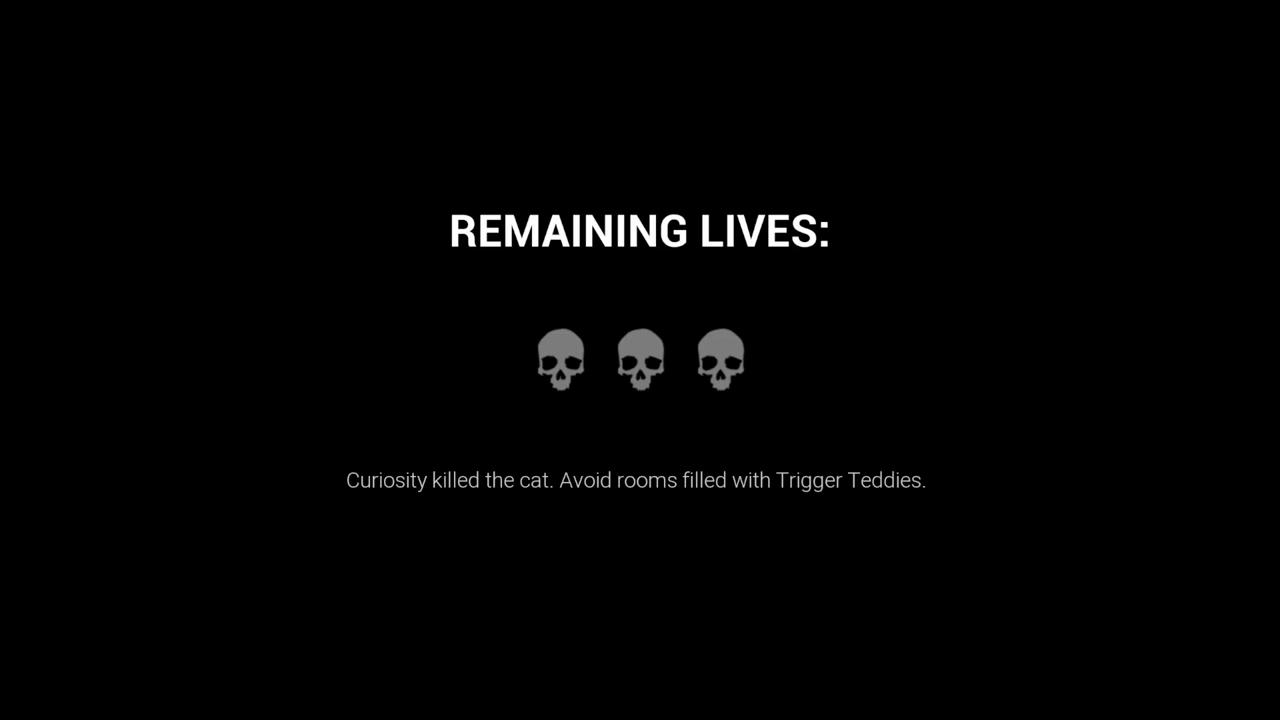 REMAINING LIVES:
Curiosity killed the cat. Avoid rooms filled with Trigger Teddies.